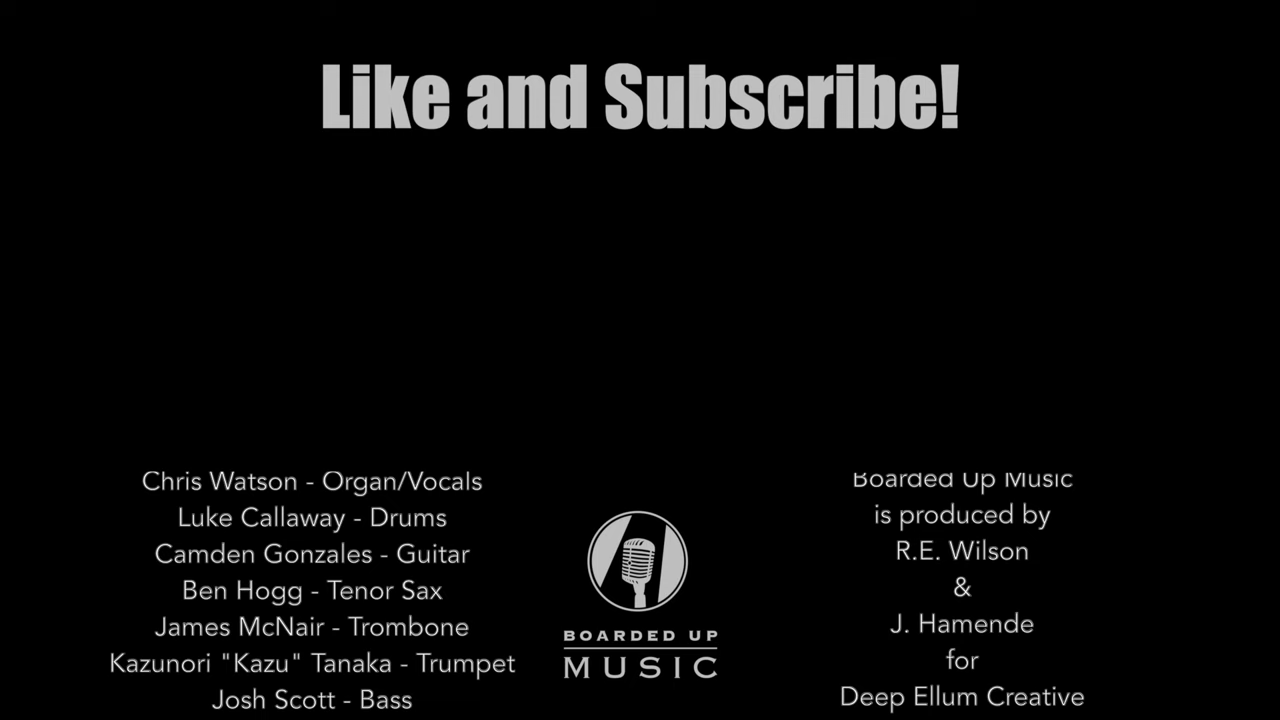 Like and Subscribe!
Chris Watson - Organ/Vocals
Luke Callaway - Drums
Camden Gonzales - Guitar
Ben Hogg - Tenor Sax
James McNair - Trombone
Kazunori "Kazu" Tanaka - Trumpet
Josh Scott - Bass
BOARDED UP
MUSIC
Boarded Up Music
is produced by
R.E. Wilson
&
J. Hamende
for
Deep Ellum Creative